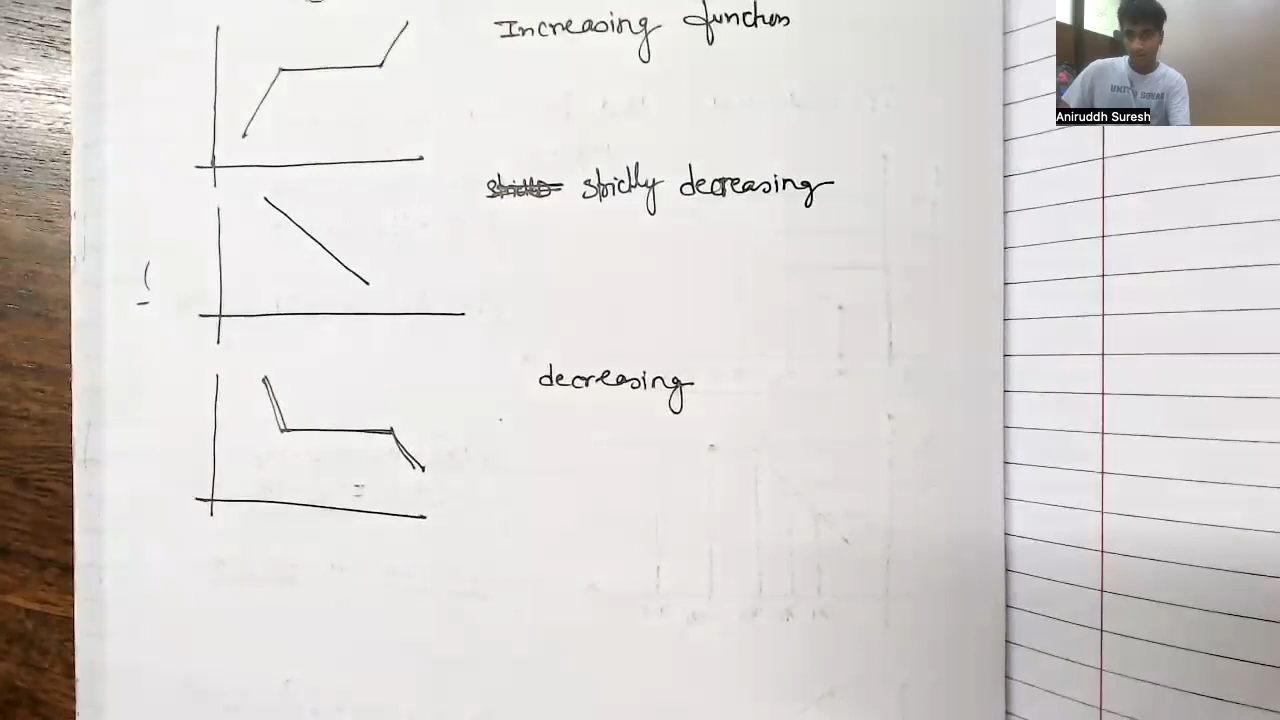 Increasing function
strictly decreasing
decreasing
Aniruddh Suresh